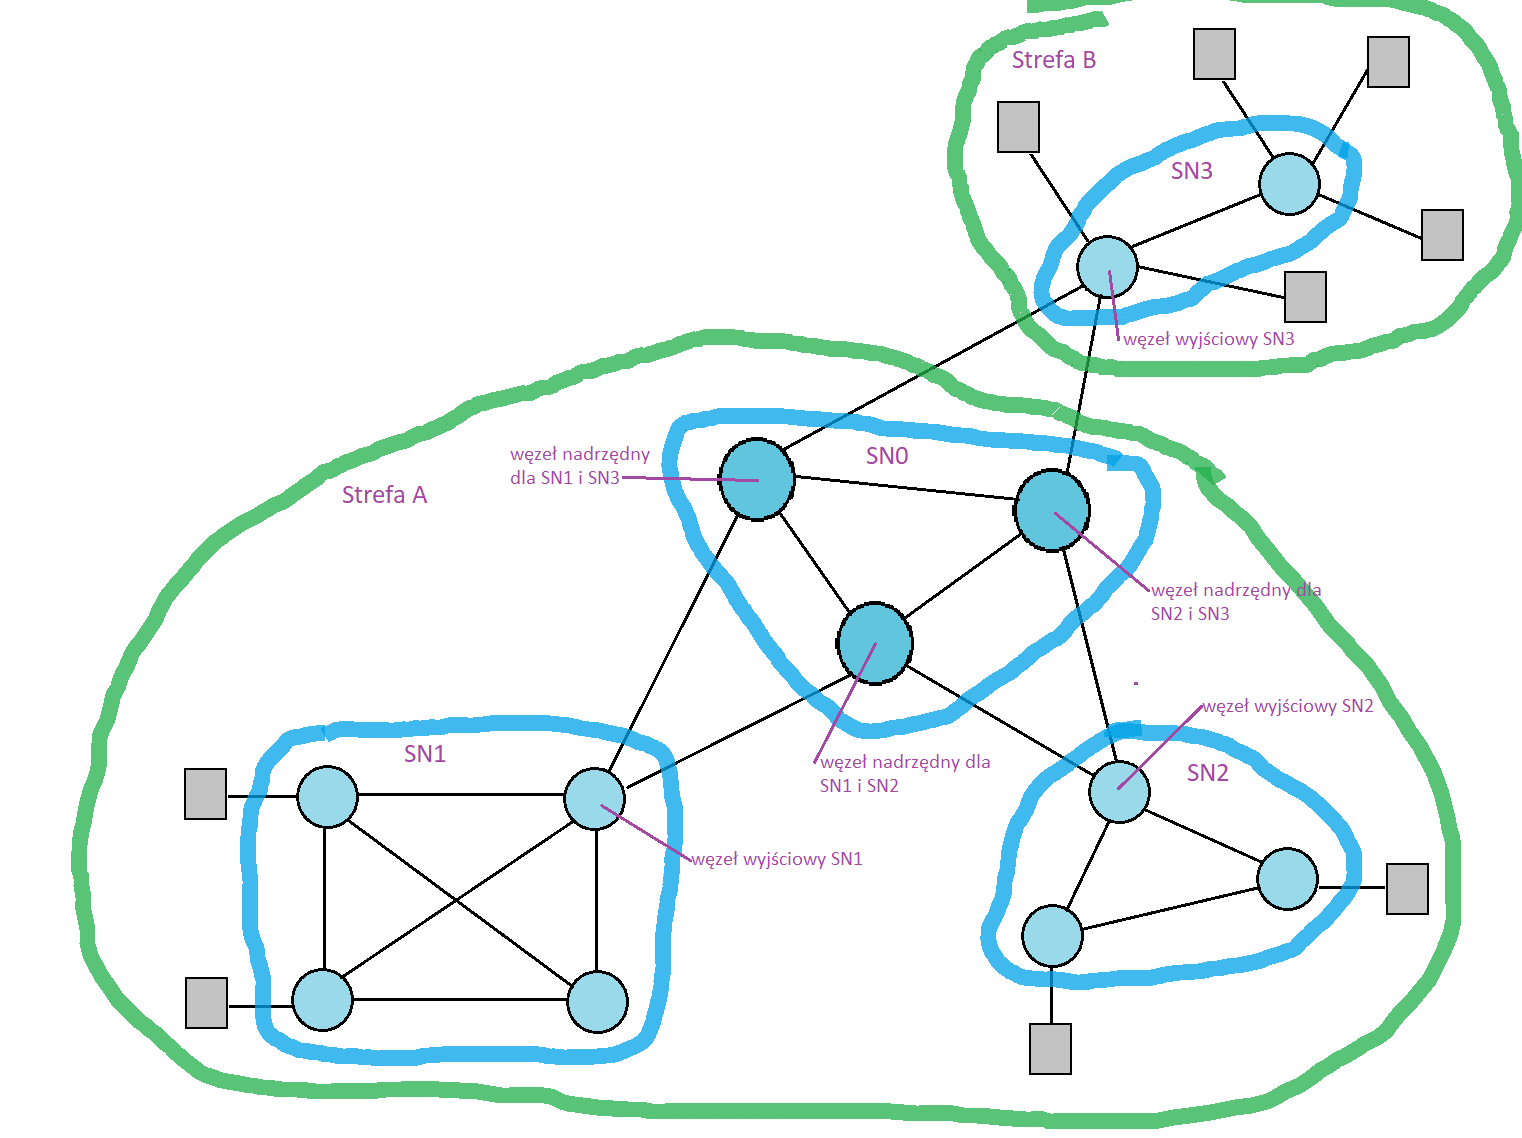 Strefa B
SN3
węzeł wyjściowy SN3
węzeł nadrzędny
dla SN1 i SN3
SN0
Strefa A
węzeł nadrzędny dla
SN2 i SN3
węzeł wyjściowy SN2
SN1
węzeł nadrzędny dla
SN1 i SN2
SN2
węzeł wyjściowy SN1